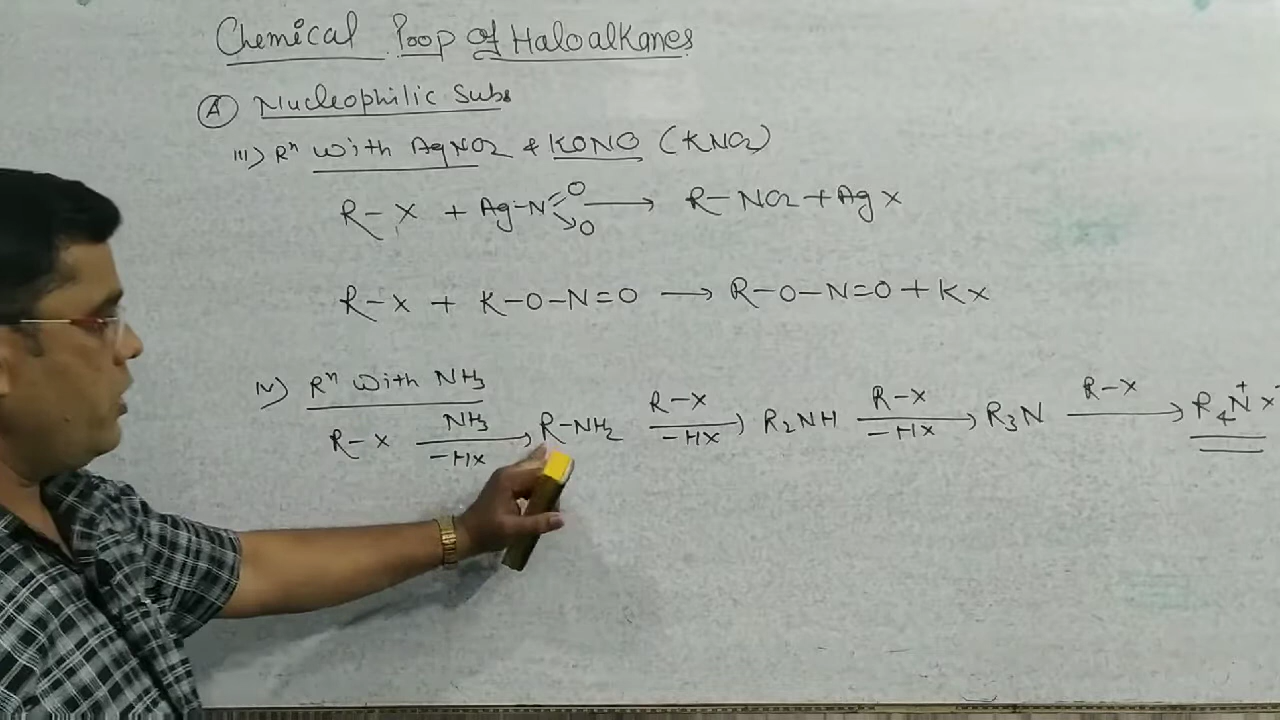 Chemical Poop of Haloalkanes
(A) Nucleophilic Subs
III) Rⁿ with AgNO₂ & KONO (KNO₂)
R-X + Ag-N=O→O → R-NO₂ + AgX
R-X + K-O-N=O → R-O-N=O + KX
IV) Rⁿ with NH₃
R-X —NH₃/-HX→ R-NH₂ —R-X/-HX→ R₂NH —R-X/-HX→ R₃N —R-X→ R₄N⁺X⁻